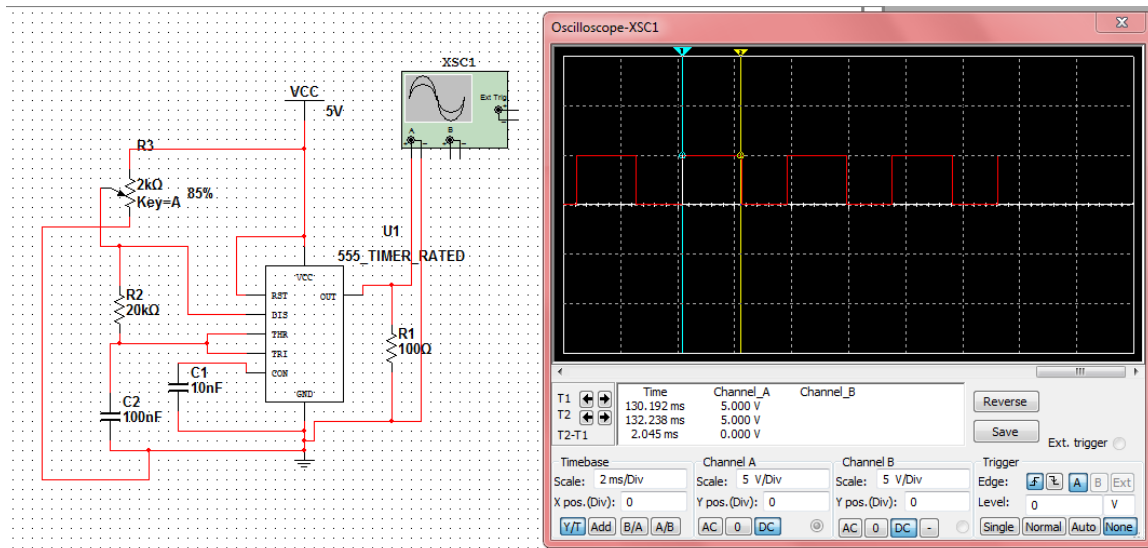 XSC1
Ext Trig
+
A
B
VCC
5V
R3
2kΩ
Key=A
85%
U1
555_TIMER_RATED
VCC
RST
OUT
DIS
THR
TRI
CON
GND
R2
20kΩ
R1
100Ω
C1
10nF
C2
100nF
Oscilloscope-XSC1
Time Channel_A Channel_B
T1 130.192 ms 5.000 V
T2 132.238 ms 5.000 V
T2-T1 2.045 ms 0.000 V
Reverse
Save
Ext. trigger
Timebase
Scale: 2 ms/Div
X pos.(Div): 0
Y/T Add B/A A/B
Channel A
Scale: 5 V/Div
Y pos.(Div): 0
AC 0 DC
Channel B
Scale: 5 V/Div
Y pos.(Div): 0
AC 0 DC -
Trigger
Edge: A B Ext
Level: 0 V
Single Normal Auto None